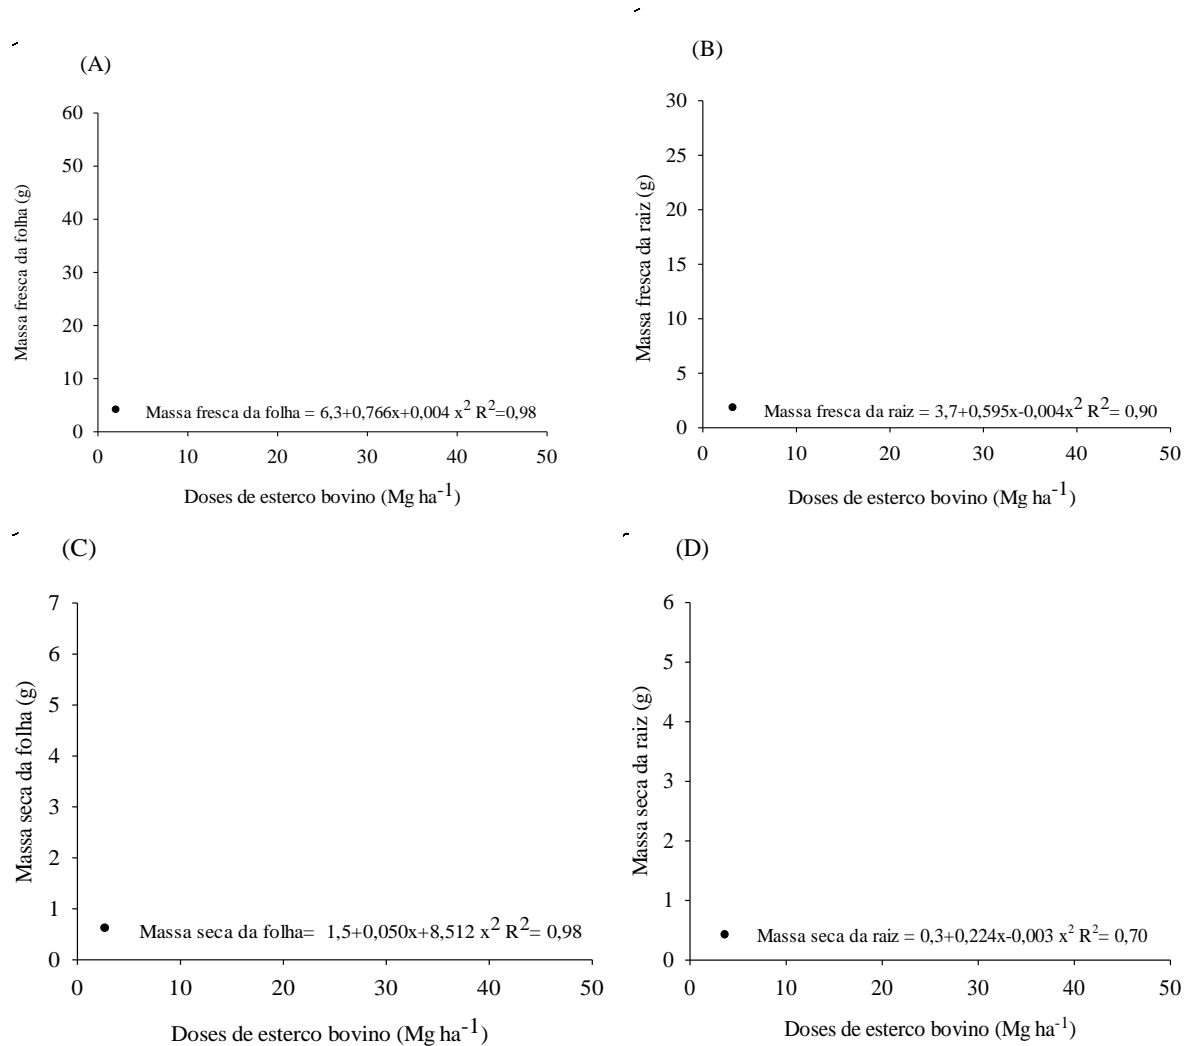 (A)
60
50
40
30
20
10
0
Massa fresca da folha (g)
Massa fresca da folha = 6,3+0,766x+0,004 x² R²=0,98
0 10 20 30 40 50
Doses de esterco bovino (Mg ha⁻¹)
(B)
30
25
20
15
10
5
0
Massa fresca da raiz (g)
Massa fresca da raiz = 3,7+0,595x-0,004x² R²= 0,90
0 10 20 30 40 50
Doses de esterco bovino (Mg ha⁻¹)
(C)
7
6
5
4
3
2
1
0
Massa seca da folha (g)
Massa seca da folha= 1,5+0,050x+8,512 x² R²= 0,98
0 10 20 30 40 50
Doses de esterco bovino (Mg ha⁻¹)
(D)
6
5
4
3
2
1
0
Massa seca da raiz (g)
Massa seca da raiz = 0,3+0,224x-0,003 x² R²= 0,70
0 10 20 30 40 50
Doses de esterco bovino (Mg ha⁻¹)